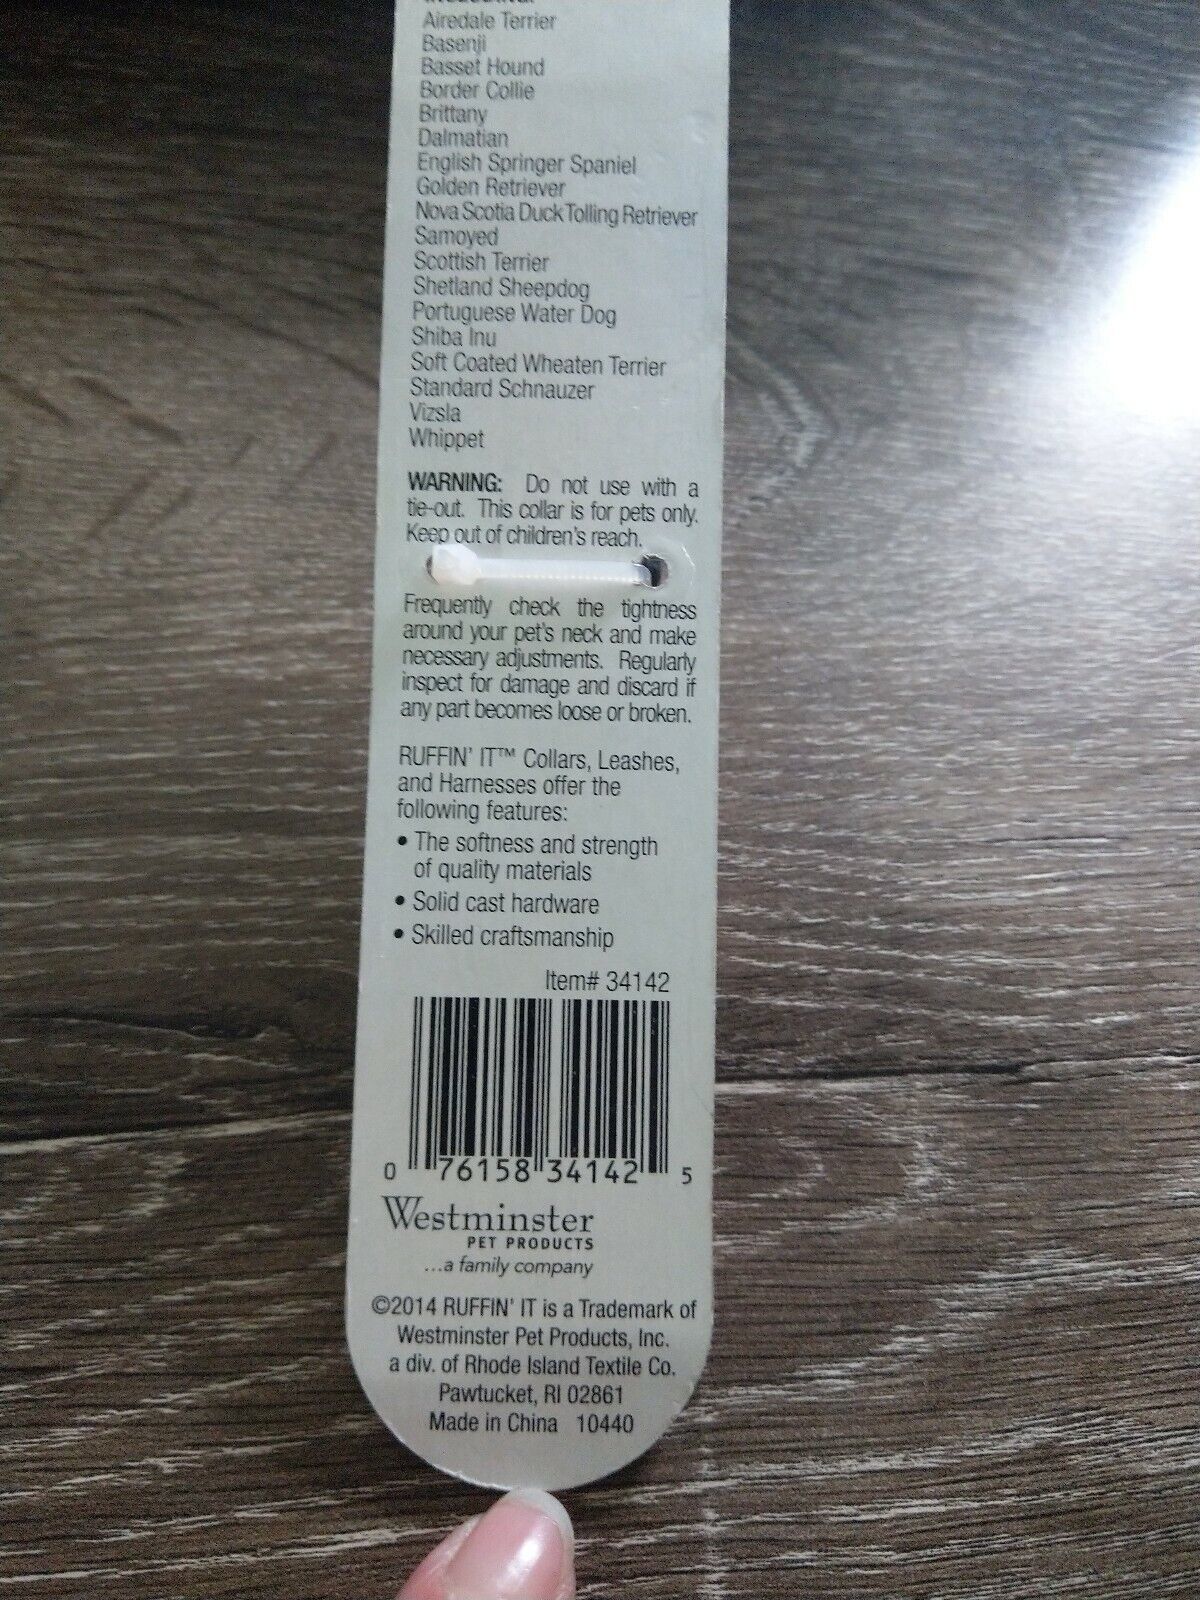 INCLUDING:
Airedale Terrier
Basenji
Basset Hound
Border Collie
Brittany
Dalmatian
English Springer Spaniel
Golden Retriever
Nova Scotia Duck Tolling Retriever
Samoyed
Scottish Terrier
Shetland Sheepdog
Portuguese Water Dog
Shiba Inu
Soft Coated Wheaten Terrier
Standard Schnauzer
Vizsla
Whippet
WARNING: Do not use with a
tie-out. This collar is for pets only.
Keep out of children's reach.
Frequently check the tightness
around your pet's neck and make
necessary adjustments. Regularly
inspect for damage and discard if
any part becomes loose or broken.
RUFFIN' IT™ Collars, Leashes,
and Harnesses offer the
following features:
• The softness and strength
of quality materials
• Solid cast hardware
• Skilled craftsmanship
Item# 34142
0 76158 34142 5
Westminster
PET PRODUCTS
...a family company
©2014 RUFFIN' IT is a Trademark of
Westminster Pet Products, Inc.
a div. of Rhode Island Textile Co.
Pawtucket, RI 02861
Made in China 10440